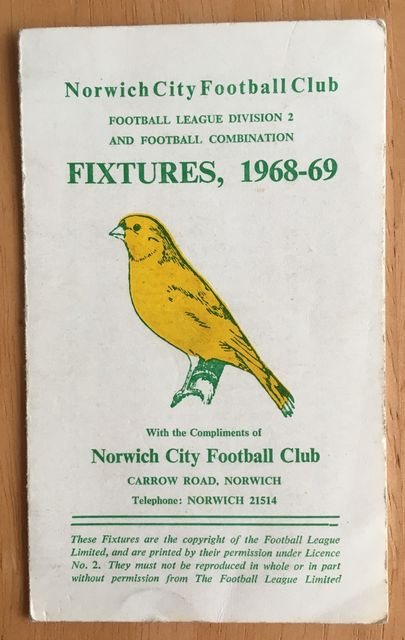 Norwich City Football Club
FOOTBALL LEAGUE DIVISION 2
AND FOOTBALL COMBINATION
FIXTURES, 1968-69
With the Compliments of
Norwich City Football Club
CARROW ROAD, NORWICH
Telephone: NORWICH 21514
These Fixtures are the copyright of the Football League
Limited, and are printed by their permission under Licence
No. 2. They must not be reproduced in whole or in part
without permission from The Football League Limited